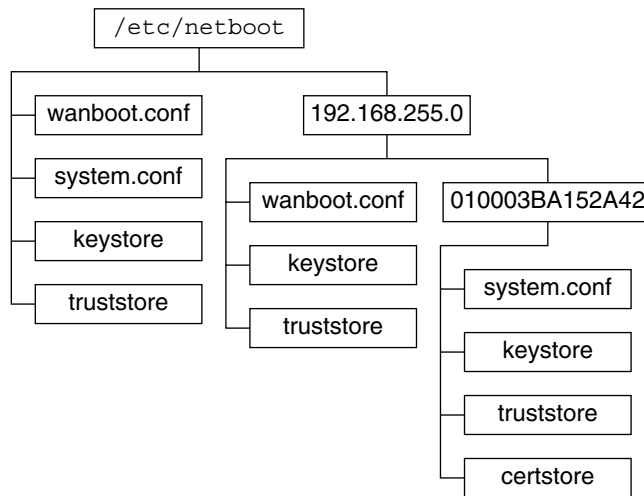 /etc/netboot
wanboot.conf
system.conf
keystore
truststore
192.168.255.0
wanboot.conf
keystore
truststore
010003BA152A42
system.conf
keystore
truststore
certstore